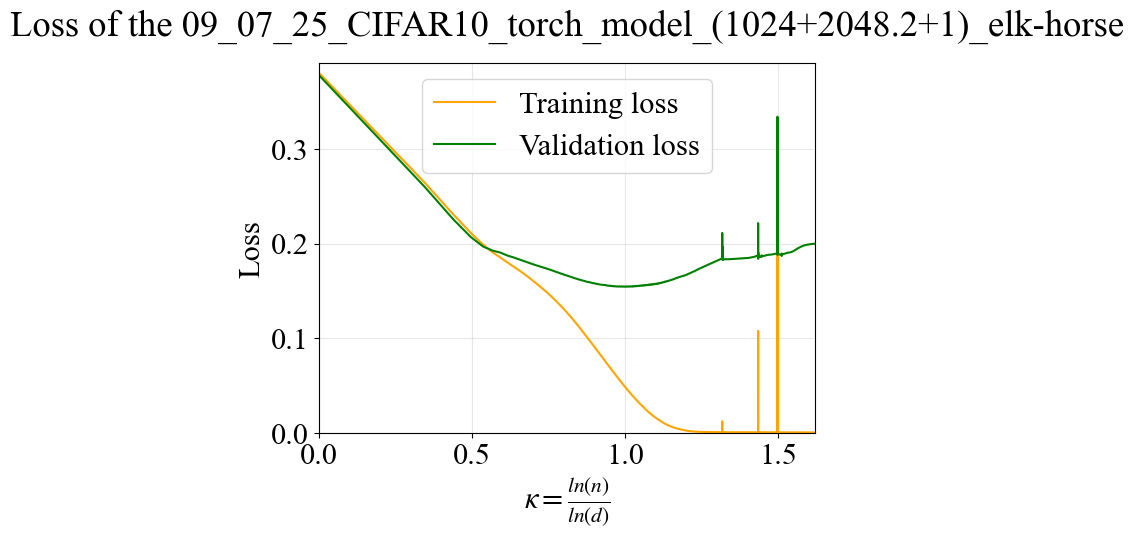 Loss of the 09_07_25_CIFAR10_torch_model_(1024+2048.2+1)_elk-horse
Training loss
Validation loss
Loss
0.3
0.2
0.1
0.0
0.0 0.5 1.0 1.5
κ = ln(n)/ln(d)